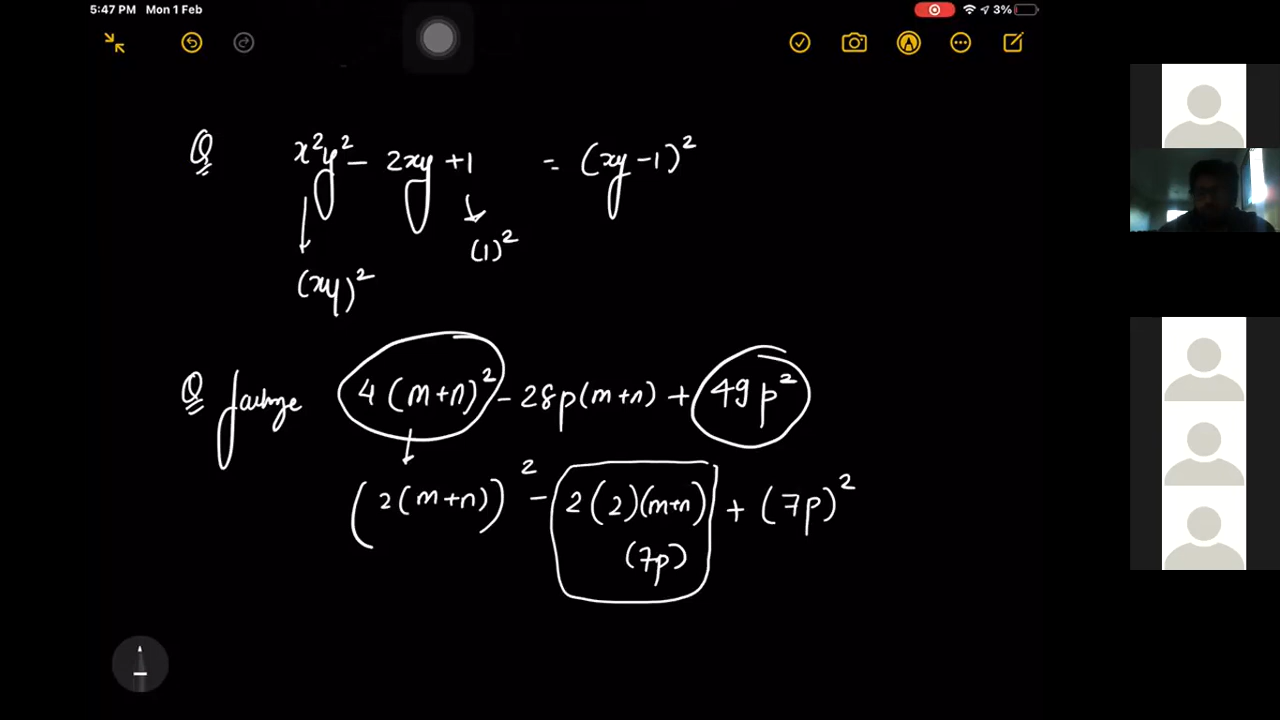 5:47 PM Mon 1 Feb 3%
Q x²y² - 2xy + 1 = (xy - 1)²
(1)²
(xy)²
Q 4(m+n)² - 28p(m+n) + 49p²
(2(m+n))² - 2(2)(m+n) + (7p)²
(7p)